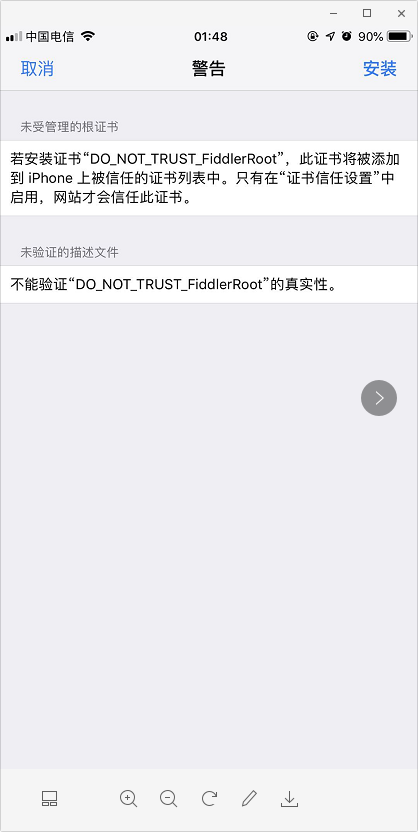 中国电信 01:48 90%
取消 警告 安装
未受管理的根证书
若安装证书“DO_NOT_TRUST_FiddlerRoot”，此证书将被添加
到 iPhone 上被信任的证书列表中。只有在“证书信任设置”中
启用，网站才会信任此证书。
未验证的描述文件
不能验证“DO_NOT_TRUST_FiddlerRoot”的真实性。